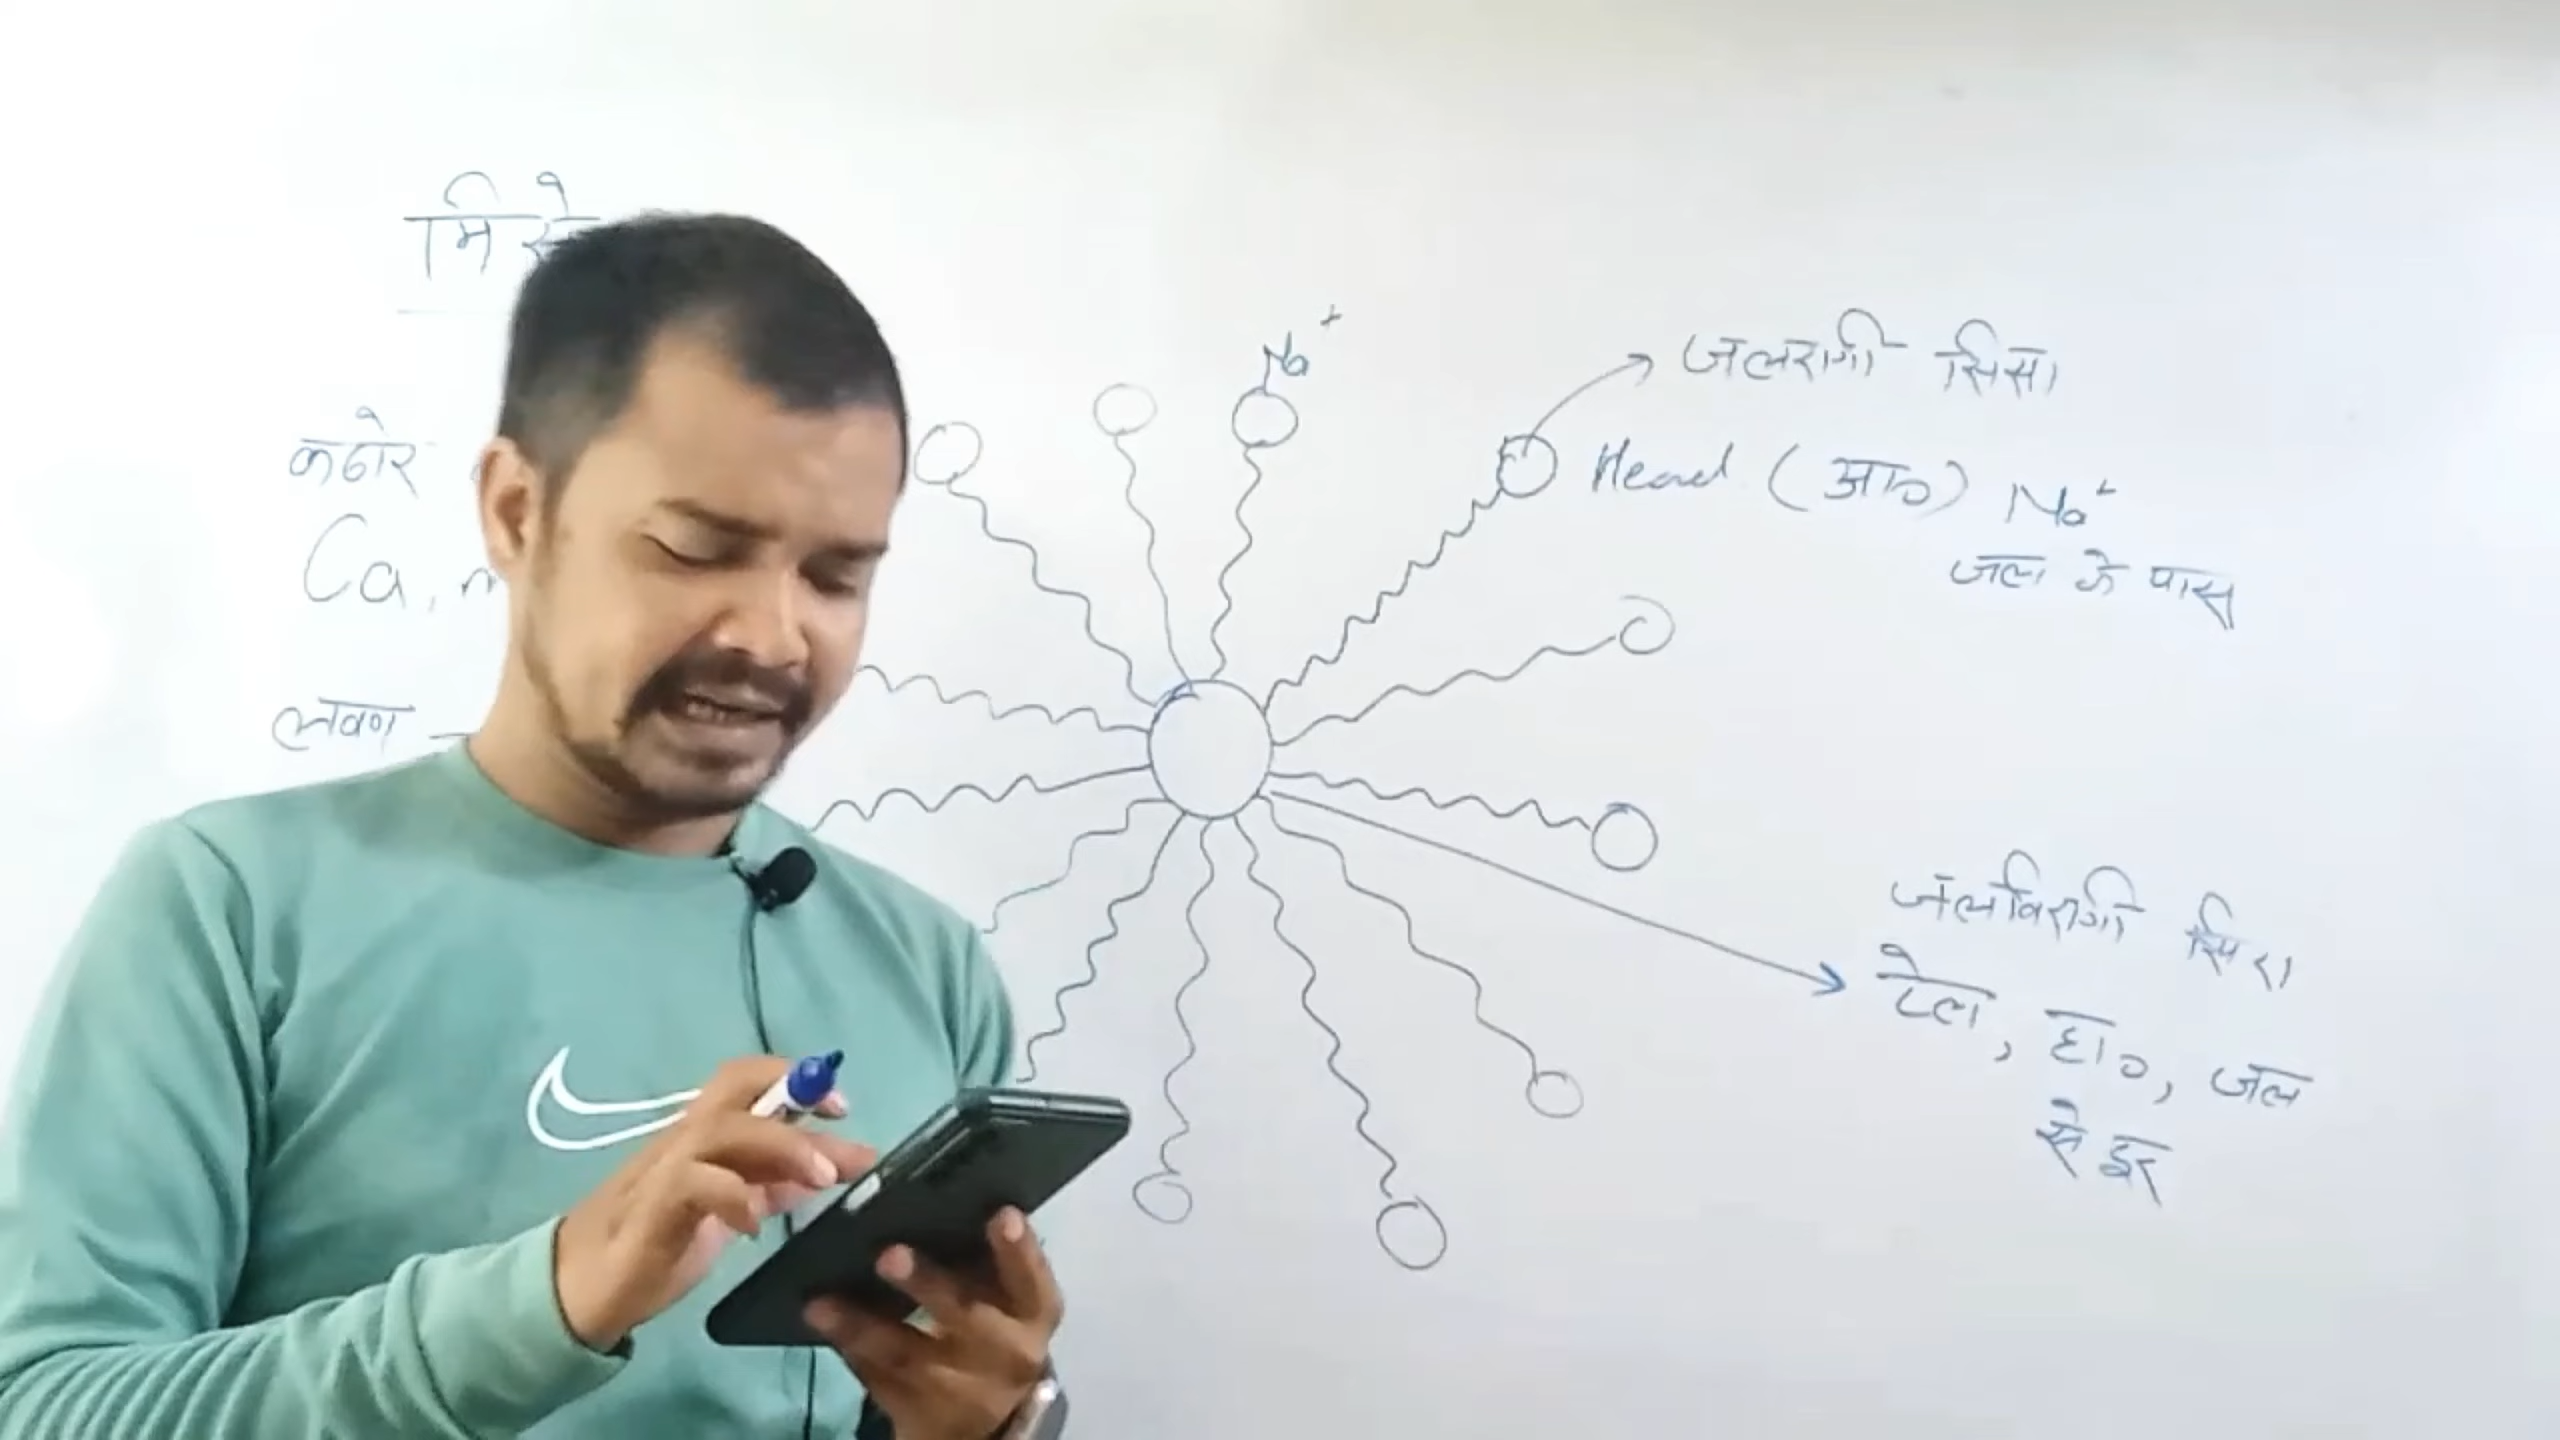 मिसे
कठोर
Ca,
लवण –
Na+
जलरागी सिरा
Head (आ०) Na+
जल के पास
जलविरागी सिरा
टेल, हा०, जल
से दूर